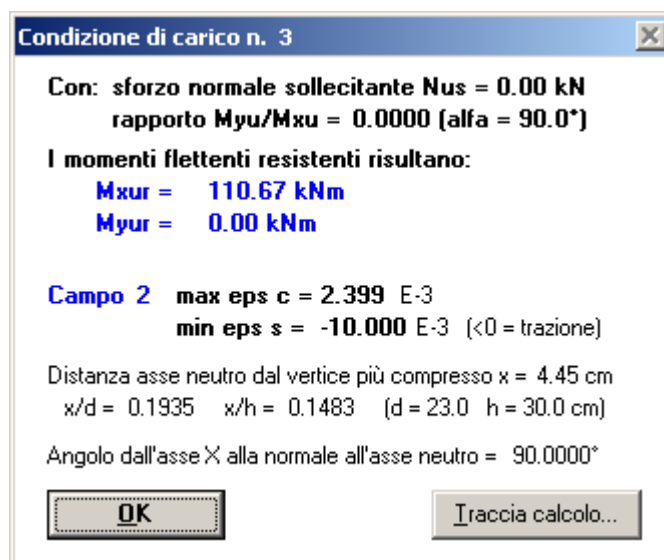 Condizione di carico n. 3
Con: sforzo normale sollecitante Nus = 0.00 kN
rapporto Myu/Mxu = 0.0000 (alfa = 90.0°)
I momenti flettenti resistenti risultano:
Mxur = 110.67 kNm
Myur = 0.00 kNm
Campo 2 max eps c = 2.399 E-3
min eps s = -10.000 E-3 (<0 = trazione)
Distanza asse neutro dal vertice più compresso x = 4.45 cm
x/d = 0.1935 x/h = 0.1483 (d = 23.0 h = 30.0 cm)
Angolo dall'asse X alla normale all'asse neutro = 90.0000°
OK Traccia calcolo...